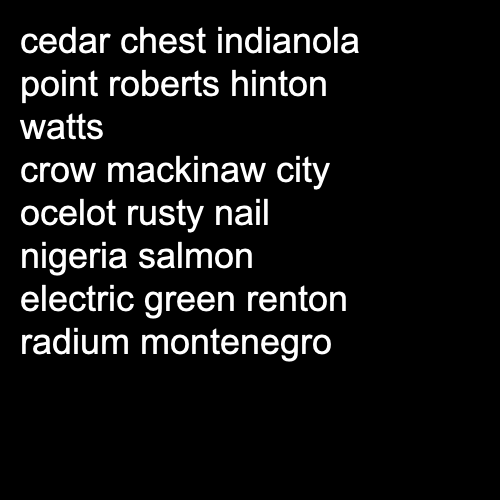 cedar chest indianola
point roberts hinton
watts
crow mackinaw city
ocelot rusty nail
nigeria salmon
electric green renton
radium montenegro